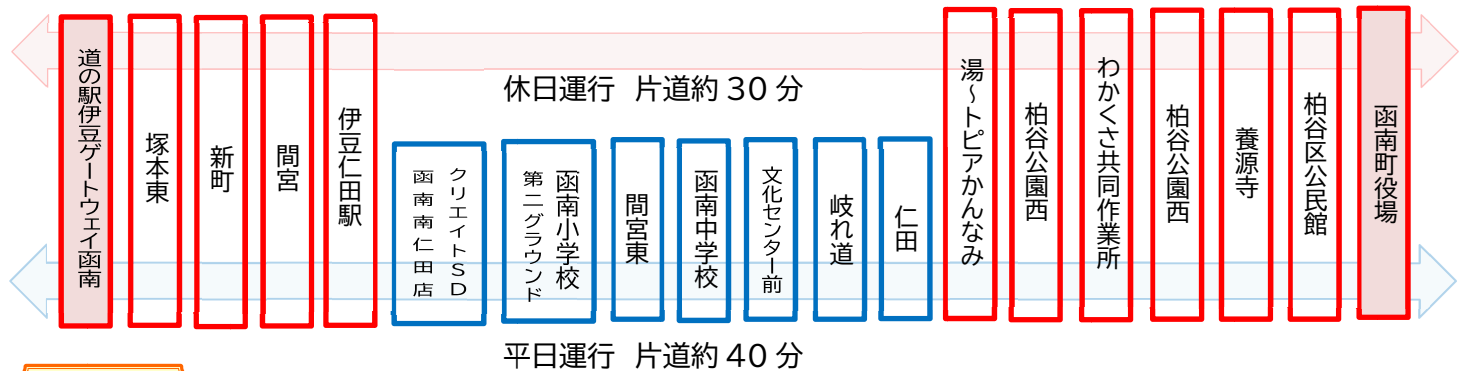 道の駅伊豆ゲートウェイ函南
塚本東
新町
間宮
伊豆仁田駅
休日運行 片道約 30 分
クリエイトSD
函南南仁田店
函南小学校
第二グラウンド
間宮東
函南中学校
文化センター前
岐れ道
仁田
湯~トピアかんなみ
柏谷公園西
わかくさ共同作業所
柏谷公園西
養源寺
柏谷区公民館
函南町役場
平日運行 片道約 40 分